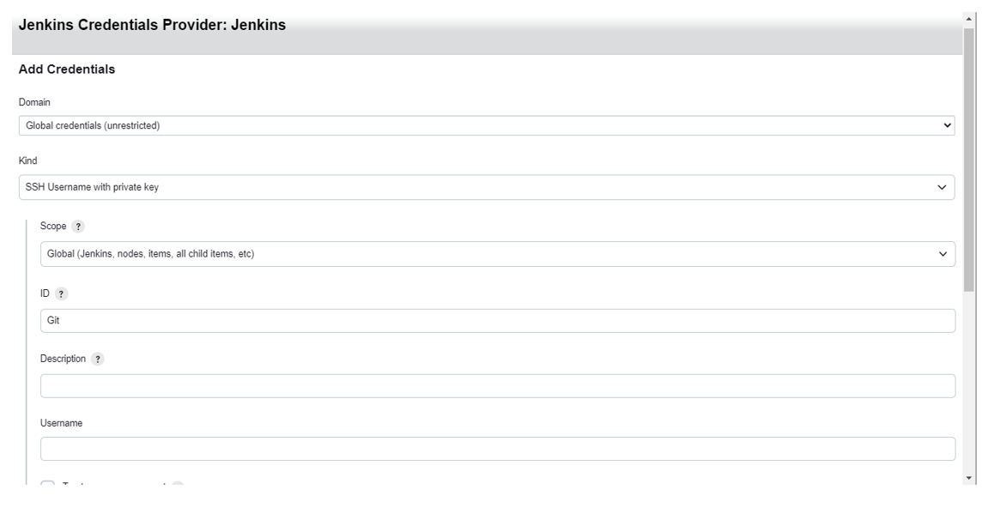 Jenkins Credentials Provider: Jenkins
Add Credentials
Domain
Global credentials (unrestricted)
Kind
SSH Username with private key
Scope ?
Global (Jenkins, nodes, items, all child items, etc)
ID ?
Git
Description ?
Username